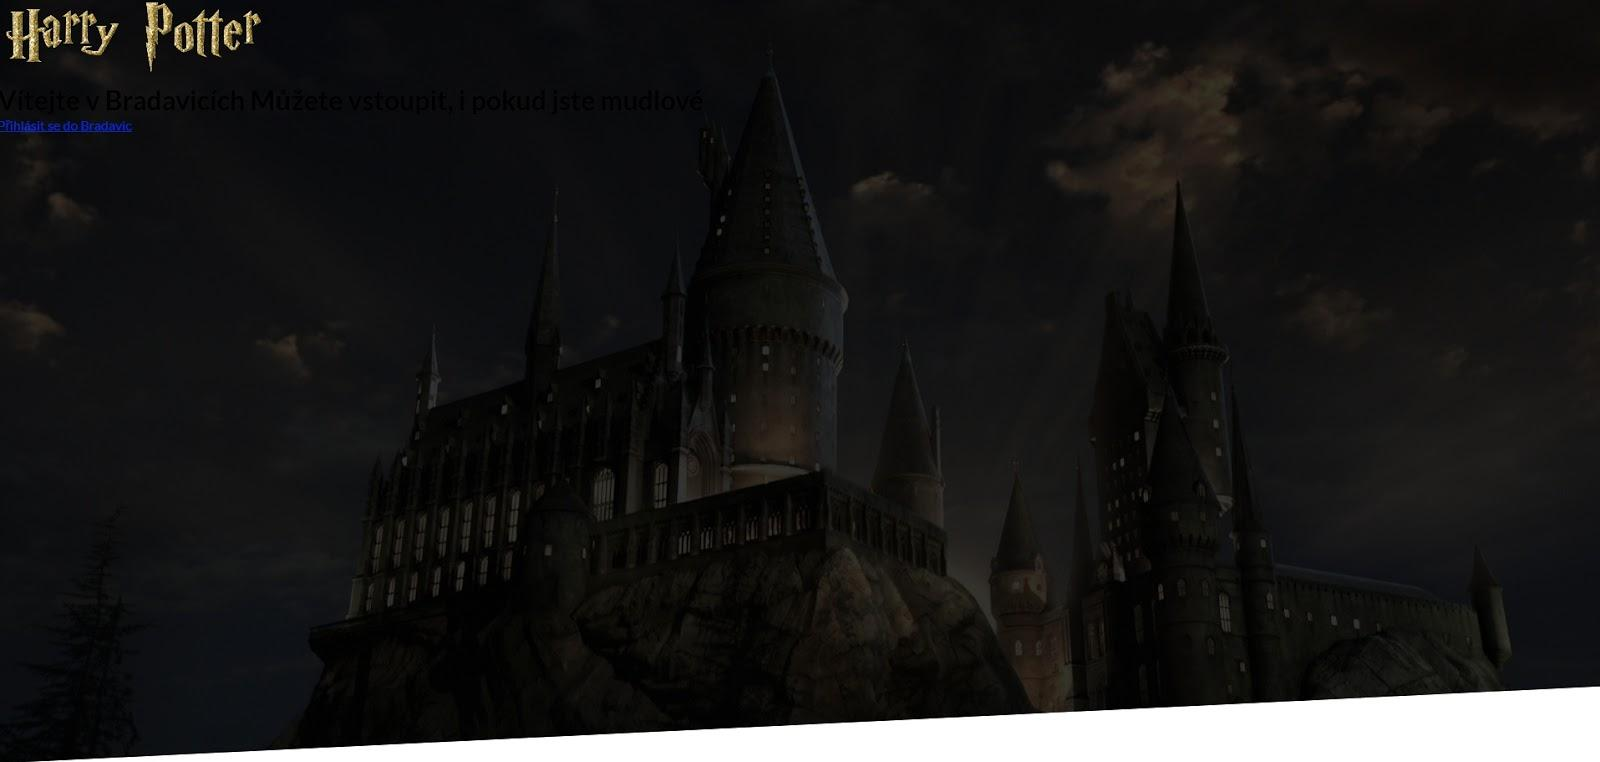 Harry Potter
Vítejte v Bradavicích Můžete vstoupit, i pokud jste mudlové
Přihlásit se do Bradavic